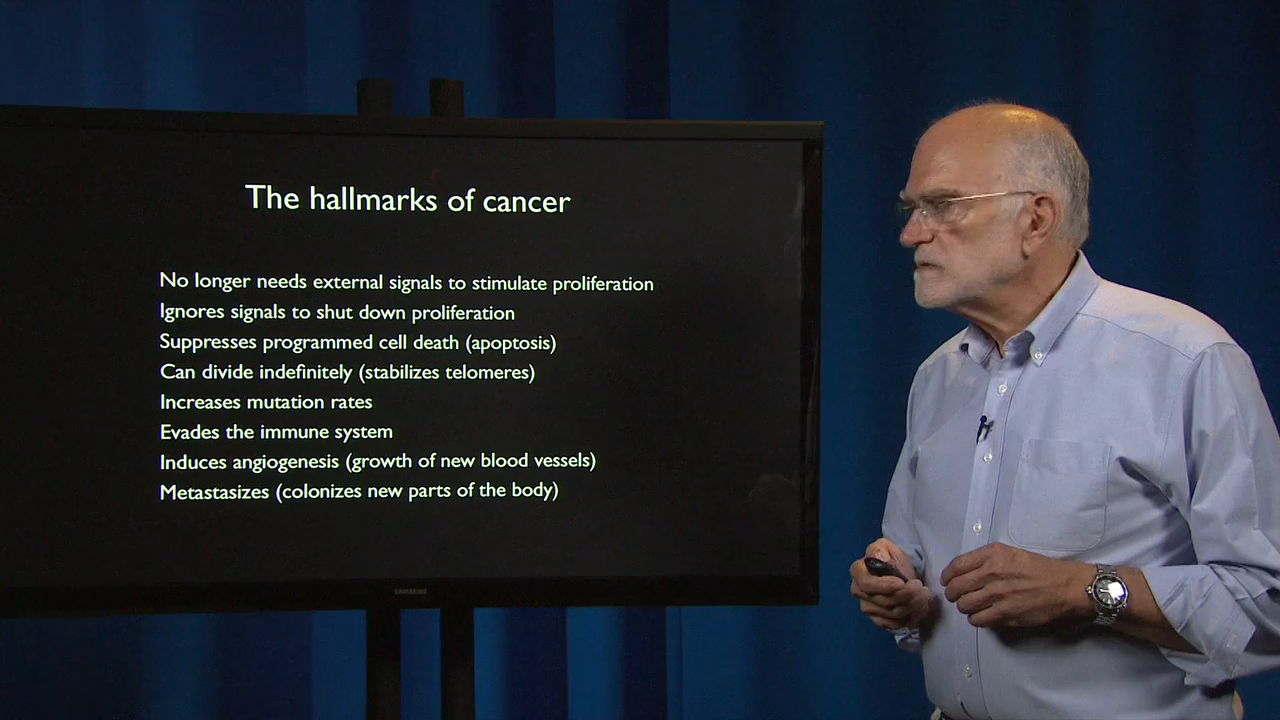 The hallmarks of cancer
No longer needs external signals to stimulate proliferation
Ignores signals to shut down proliferation
Suppresses programmed cell death (apoptosis)
Can divide indefinitely (stabilizes telomeres)
Increases mutation rates
Evades the immune system
Induces angiogenesis (growth of new blood vessels)
Metastasizes (colonizes new parts of the body)
SAMSUNG